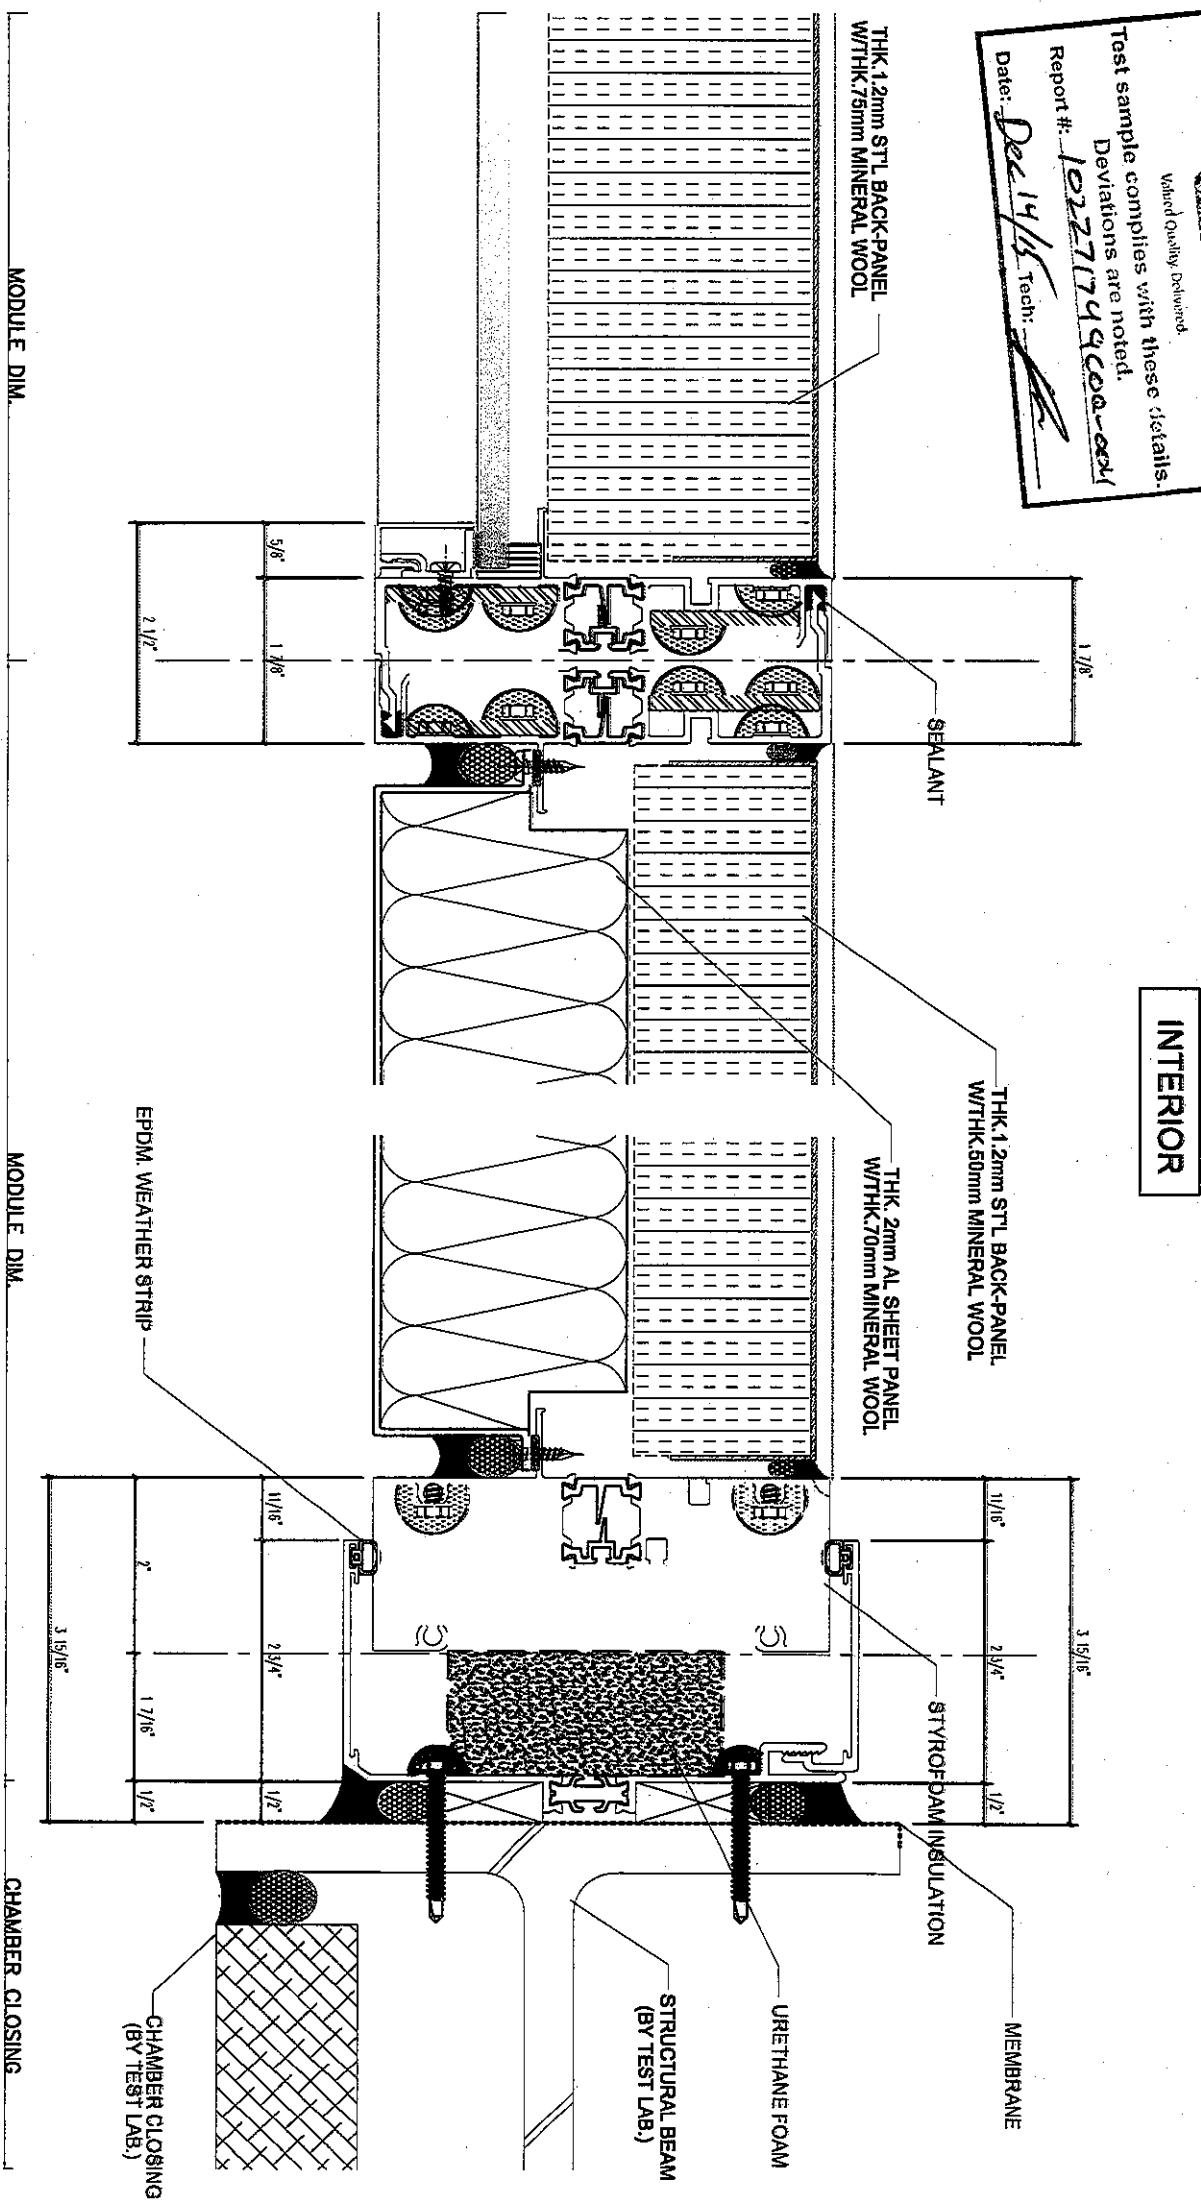 Valued Quality. Delivered.
Test sample complies with these details.
Deviations are noted.
Report #:
Date: Dec 14/15 Tech:
INTERIOR
THK.1.2mm ST'L BACK-PANEL
W/THK.75mm MINERAL WOOL
SEALANT
THK.1.2mm ST'L BACK-PANEL
W/THK.50mm MINERAL WOOL
THK. 2mm AL SHEET PANEL
W/THK.70mm MINERAL WOOL
STYROFOAM INSULATION
MEMBRANE
URETHANE FOAM
STRUCTURAL BEAM
(BY TEST LAB.)
CHAMBER CLOSING
(BY TEST LAB.)
EPDM. WEATHER STRIP
1 7/8"
3 15/16"
11/16"
2 3/4"
1/2"
5/8"
1 7/8"
2 1/2"
11/16"
2 3/4"
1/2"
2"
1 7/16"
1/2"
3 15/16"
MODULE DIM.
MODULE DIM.
CHAMBER CLOSING